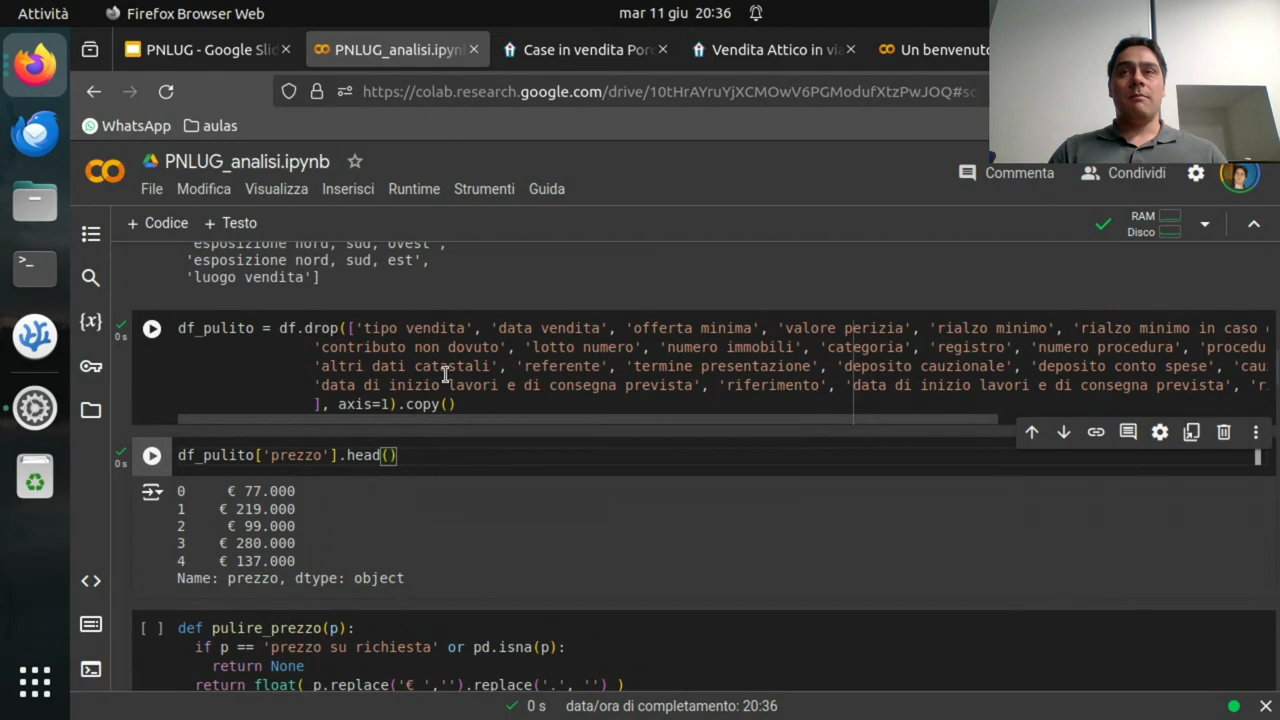 Attività
Firefox Browser Web
mar 11 giu 20:36
PNLUG - Google Slid
PNLUG_analisi.ipyn
Case in vendita Por
Vendita Attico in via
Un benvenuto
https://colab.research.google.com/drive/10tHrAYruYjXCMOwV6PGModufXtzPwJOQ#sc
WhatsApp
aulas
PNLUG_analisi.ipynb
Commenta
Condividi
File Modifica Visualizza Inserisci Runtime Strumenti Guida
+ Codice + Testo
RAM
Disco
'esposizione nord, sud, ovest',
'esposizione nord, sud, est',
'luogo vendita']
0s
df_pulito = df.drop(['tipo vendita', 'data vendita', 'offerta minima', 'valore perizia', 'rialzo minimo', 'rialzo minimo in caso
'contributo non dovuto', 'lotto numero', 'numero immobili', 'categoria', 'registro', 'numero procedura', 'procedu
'altri dati catastali', 'referente', 'termine presentazione', 'deposito cauzionale', 'deposito conto spese', 'cau
'data di inizio lavori e di consegna prevista', 'riferimento', 'data di inizio lavori e di consegna prevista', 'r
], axis=1).copy()
0s
df_pulito['prezzo'].head()
0 € 77.000
1 € 219.000
2 € 99.000
3 € 280.000
4 € 137.000
Name: prezzo, dtype: object
[ ] def pulire_prezzo(p):
if p == 'prezzo su richiesta' or pd.isna(p):
return None
return float( p.replace('€ ','').replace('.', '') )
0 s data/ora di completamento: 20:36